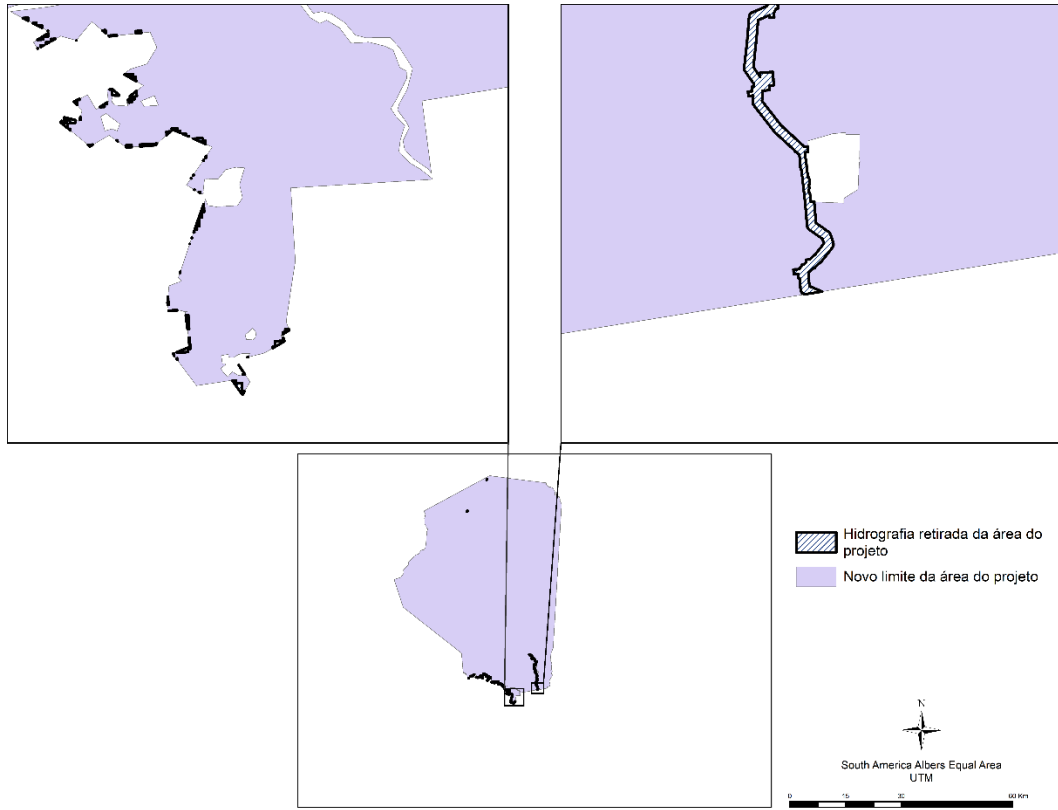 Hidrografia retirada da área do
projeto
Novo limite da área do projeto
N
South America Albers Equal Area
UTM
0 15 30 60 Km